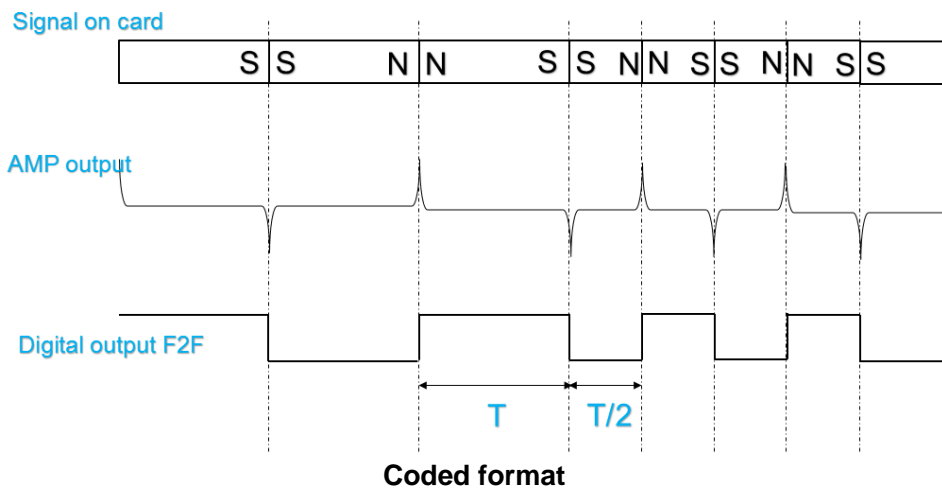 Signal on card
S S N N S S N N S S N N S S
AMP output
Digital output F2F
T T/2
Coded format